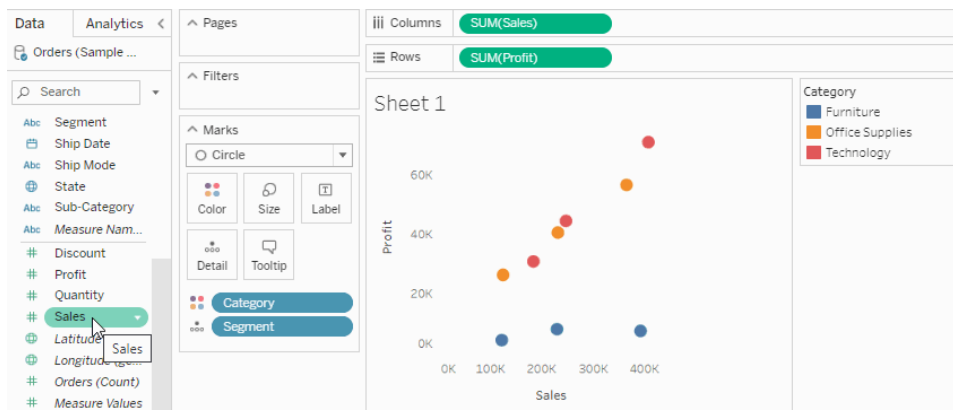 Data Analytics
Orders (Sample ...
Search
Abc Segment
Ship Date
Abc Ship Mode
State
Abc Sub-Category
Abc Measure Nam...
Discount
Profit
Quantity
Sales
Latitude
Sales
Longitude (ge...
Orders (Count)
Measure Values
Pages
Filters
Marks
Circle
Color Size Label
Detail Tooltip
Category
Segment
Columns SUM(Sales)
Rows SUM(Profit)
Sheet 1
Profit
60K
40K
20K
0K
0K 100K 200K 300K 400K
Sales
Category
Furniture
Office Supplies
Technology